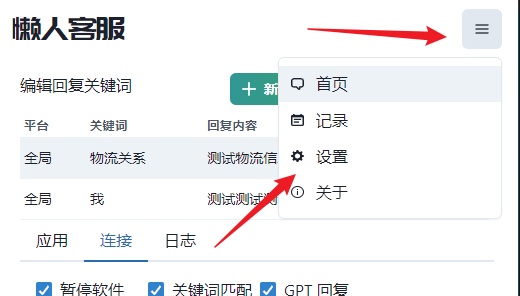 懒人客服
编辑回复关键词
新
首页
平台 关键词 回复内容
记录
全局 物流关系 测试物流信
设置
全局 我 测试测试测
关于
应用 连接 日志
暂停软件 关键词匹配 GPT 回复